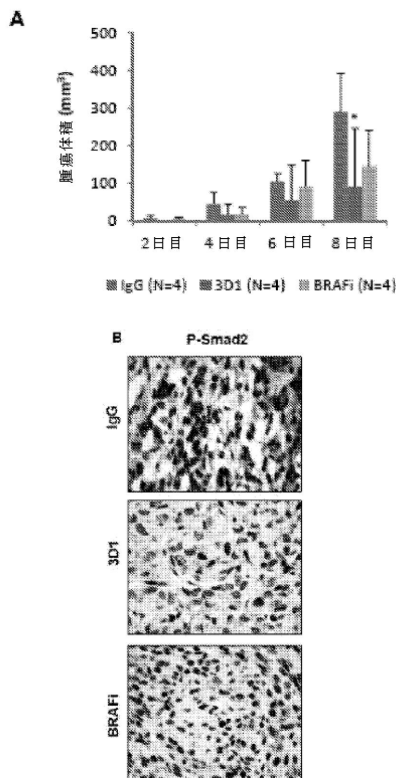 A
500
400
300
200
100
0
腫瘍体積 (mm³)
2日目 4日目 6日目 8日目
*
IgG (N=4) 3D1 (N=4) BRAFi (N=4)
B P-Smad2
IgG
3D1
BRAFi